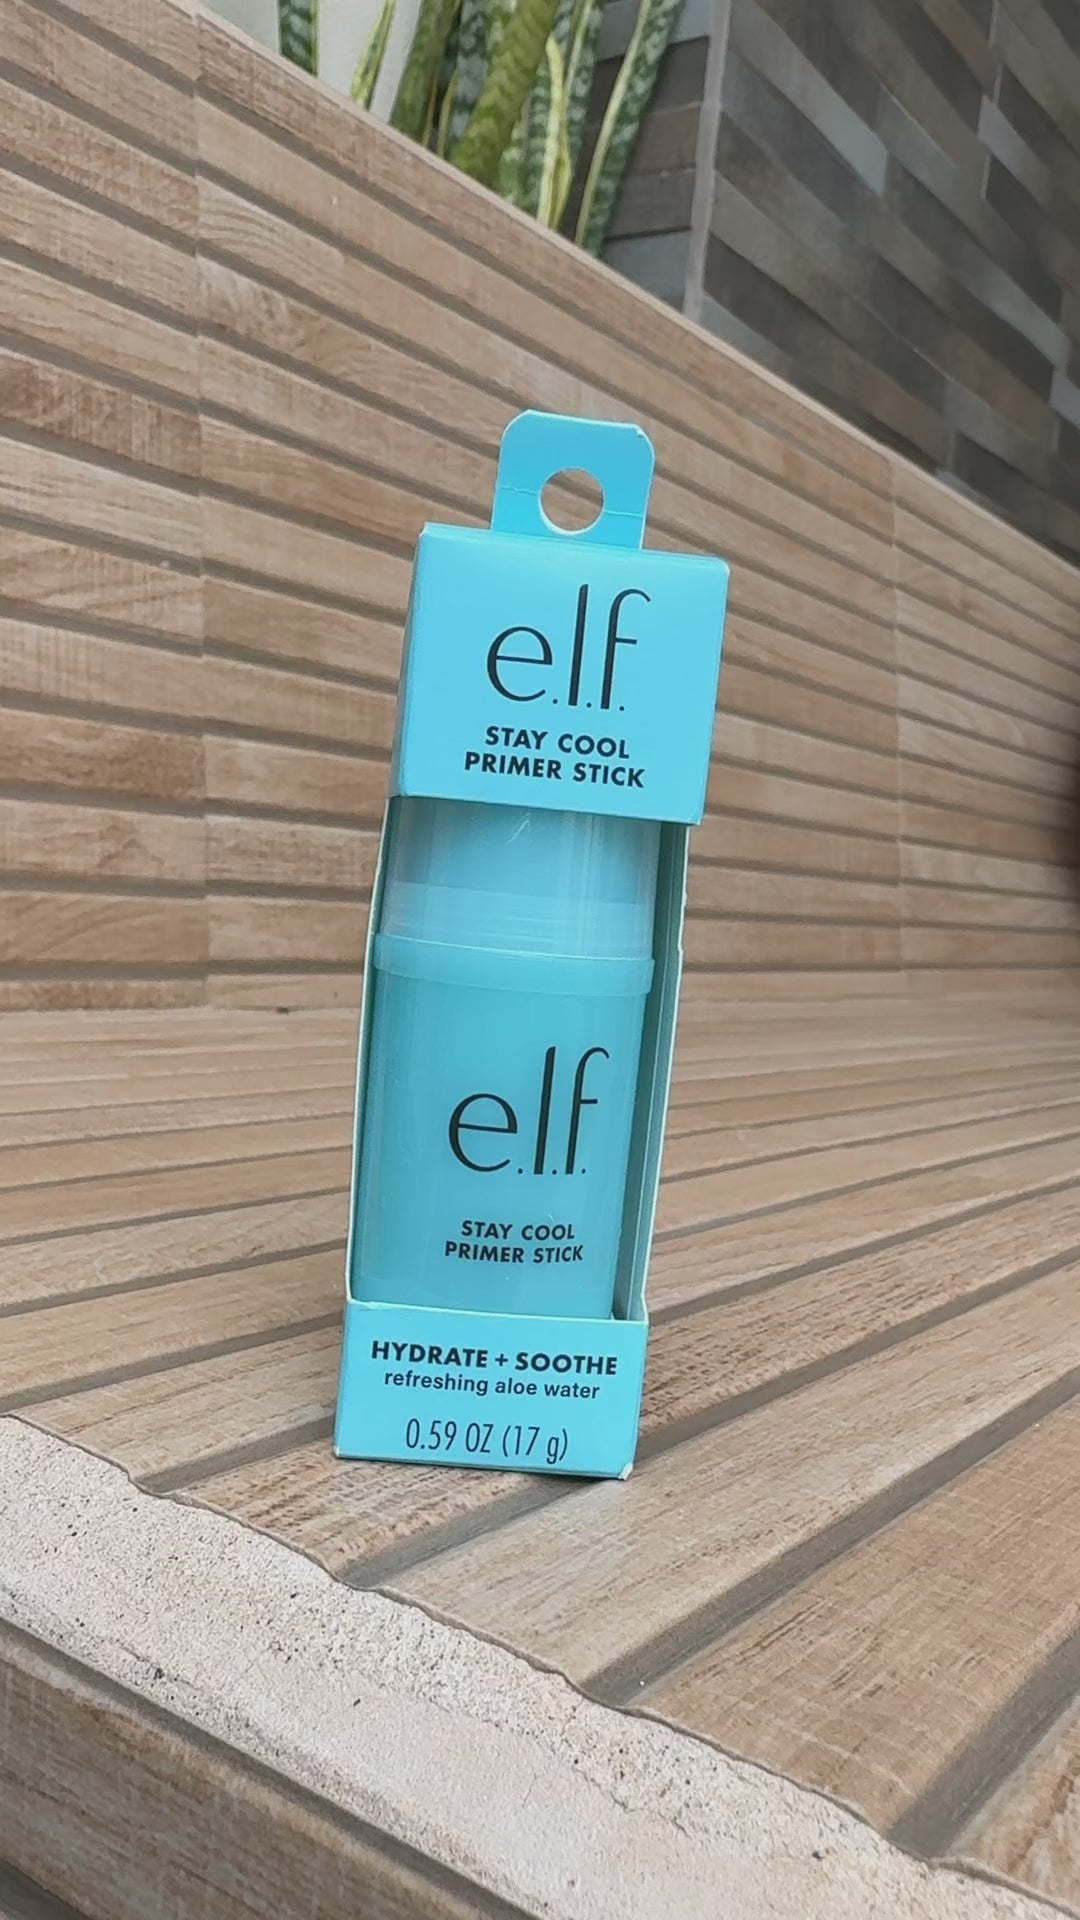 e.l.f.
STAY COOL
PRIMER STICK
e.l.f.
STAY COOL
PRIMER STICK
HYDRATE + SOOTHE
refreshing aloe water
0.59 OZ (17 g)